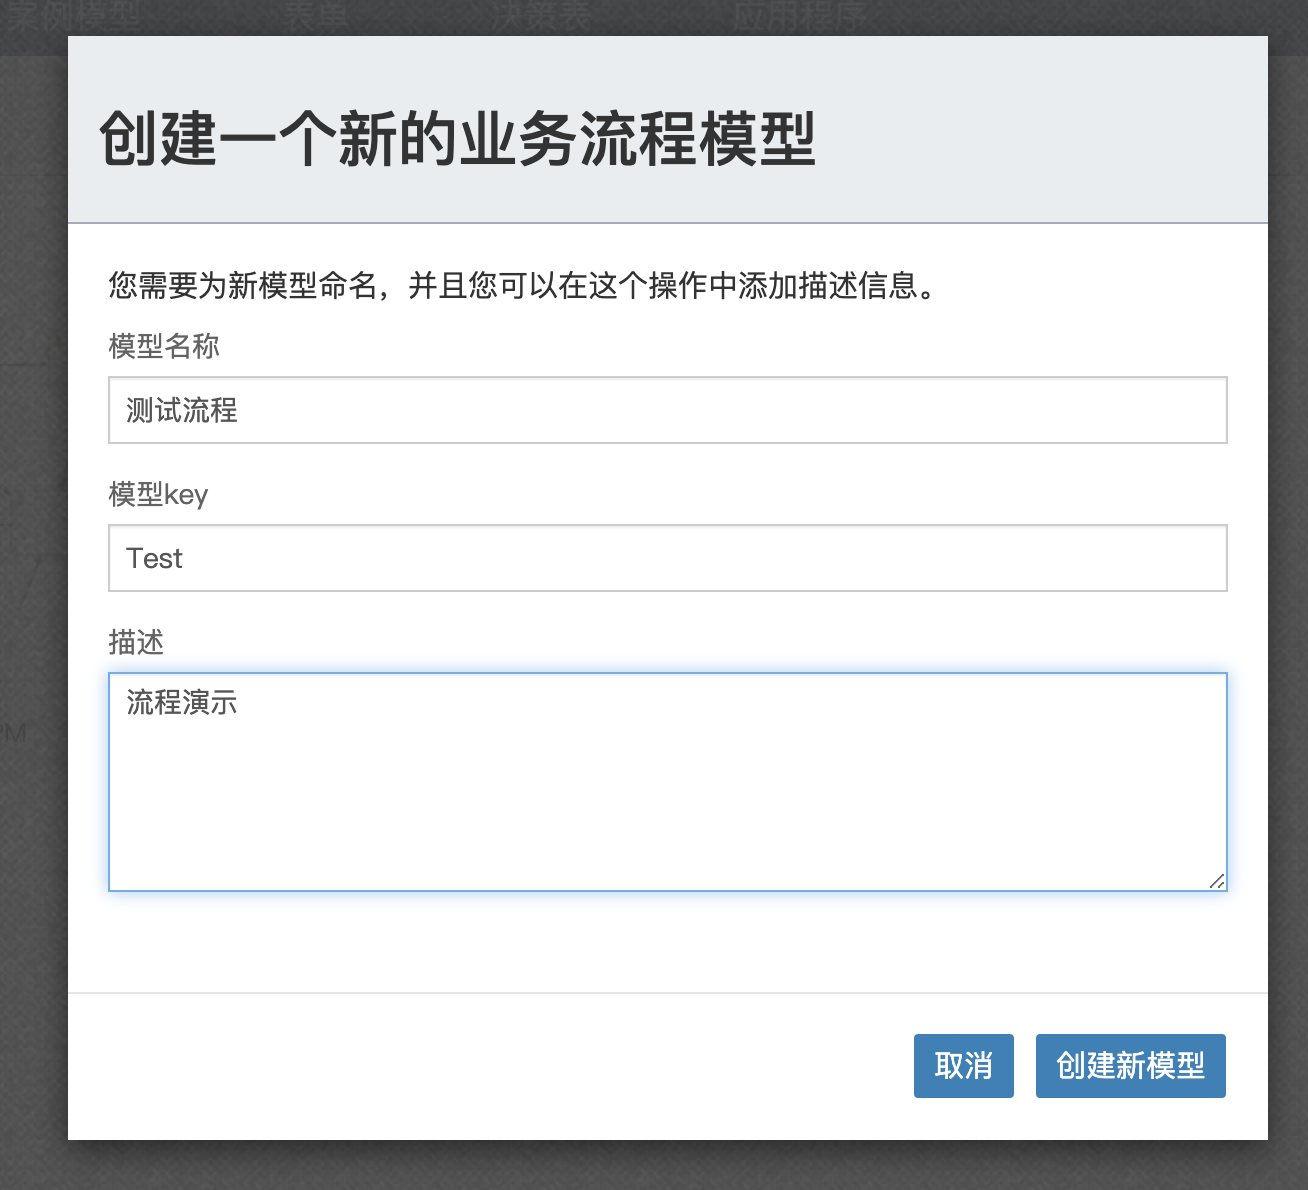 案例模型 表单 决策表 应用程序
创建一个新的业务流程模型
您需要为新模型命名，并且您可以在这个操作中添加描述信息。
模型名称
测试流程
模型key
Test
描述
流程演示
PM
取消 创建新模型